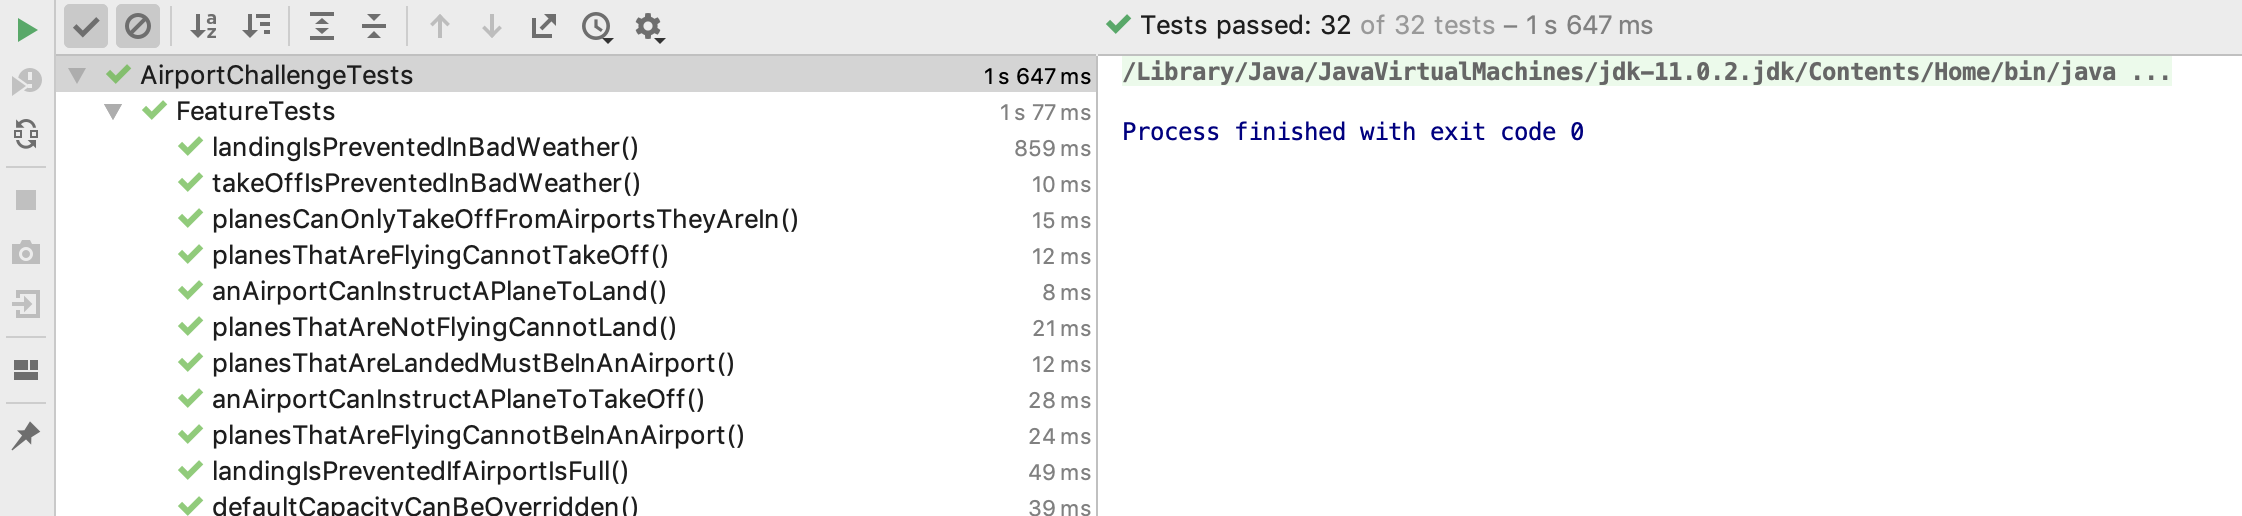 Tests passed: 32 of 32 tests – 1 s 647 ms
AirportChallengeTests 1 s 647 ms
FeatureTests 1 s 77 ms
landingIsPreventedInBadWeather() 859 ms
takeOffIsPreventedInBadWeather() 10 ms
planesCanOnlyTakeOffFromAirportsTheyAreIn() 15 ms
planesThatAreFlyingCannotTakeOff() 12 ms
anAirportCanInstructAPlaneToLand() 8 ms
planesThatAreNotFlyingCannotLand() 21 ms
planesThatAreLandedMustBeInAnAirport() 12 ms
anAirportCanInstructAPlaneToTakeOff() 28 ms
planesThatAreFlyingCannotBeInAnAirport() 24 ms
landingIsPreventedIfAirportIsFull() 49 ms
defaultCapacityCanBeOverridden() 39 ms
/Library/Java/JavaVirtualMachines/jdk-11.0.2.jdk/Contents/Home/bin/java ...
Process finished with exit code 0